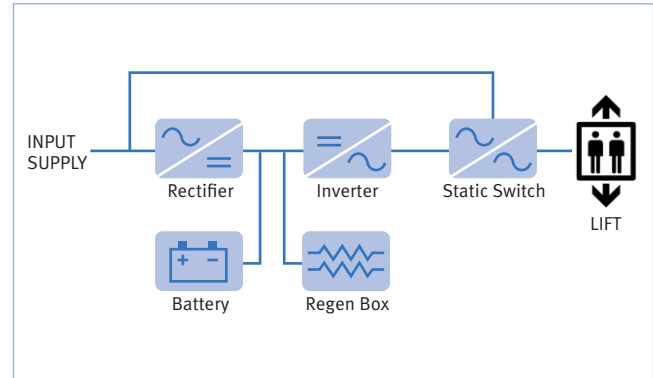 INPUT
SUPPLY
Rectifier
Inverter
Static Switch
LIFT
Battery
Regen Box